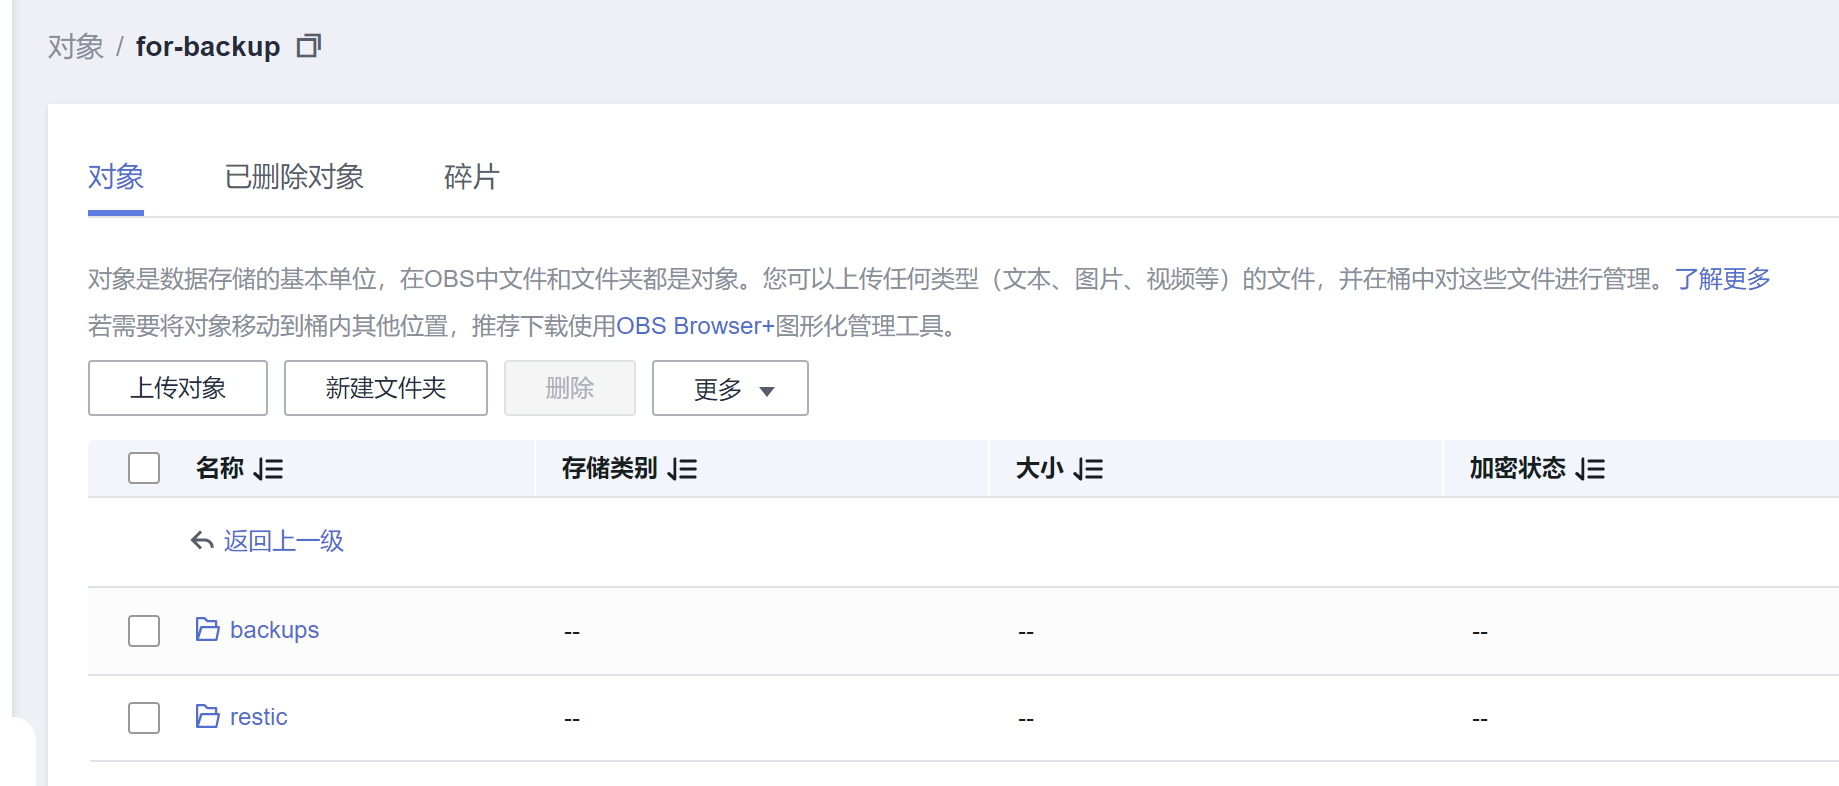 对象 / for-backup
对象 已删除对象 碎片
对象是数据存储的基本单位，在OBS中文件和文件夹都是对象。您可以上传任何类型（文本、图片、视频等）的文件，并在桶中对这些文件进行管理。了解更多
若需要将对象移动到桶内其他位置，推荐下载使用OBS Browser+图形化管理工具。
上传对象 新建文件夹 删除 更多
名称 存储类别 大小 加密状态
返回上一级
backups -- -- --
restic -- -- --